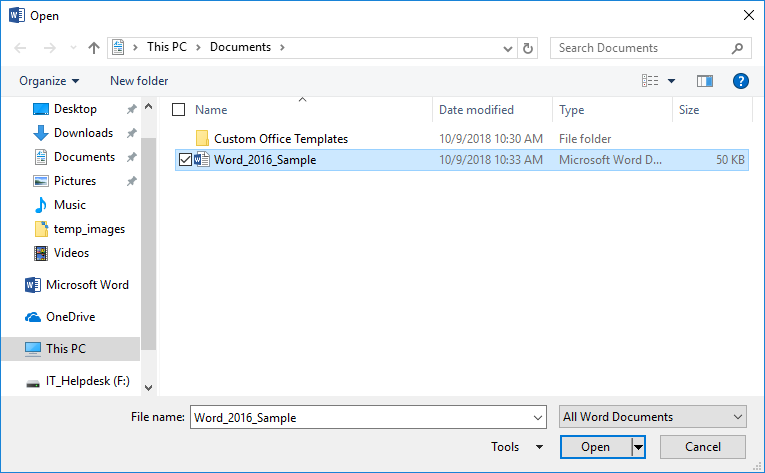 Open
This PC Documents Search Documents
Organize New folder
Name Date modified Type Size
Desktop
Downloads
Documents
Pictures
Music
temp_images
Videos
Microsoft Word
OneDrive
This PC
IT_Helpdesk (F:)
Custom Office Templates 10/9/2018 10:30 AM File folder
Word_2016_Sample 10/9/2018 10:33 AM Microsoft Word D... 50 KB
File name: Word_2016_Sample All Word Documents
Tools Open Cancel